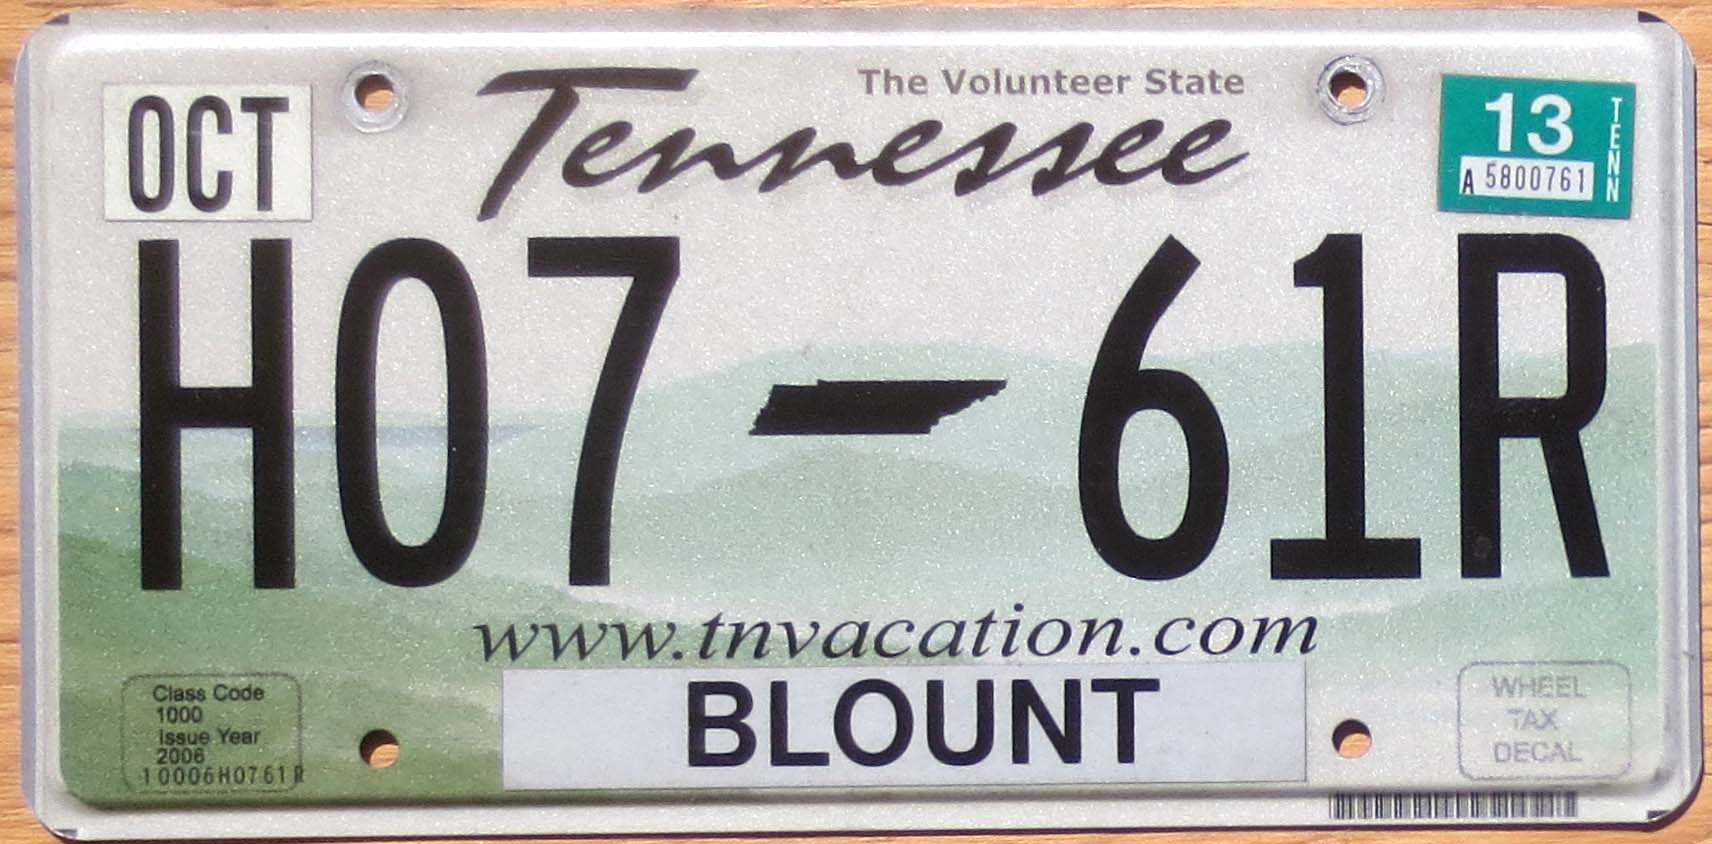 OCT
The Volunteer State
Tennessee
13
TENN
A 5800761
H07 61R
www.tnvacation.com
BLOUNT
Class Code
1000
Issue Year
2006
10006H0761R
WHEEL
TAX
DECAL